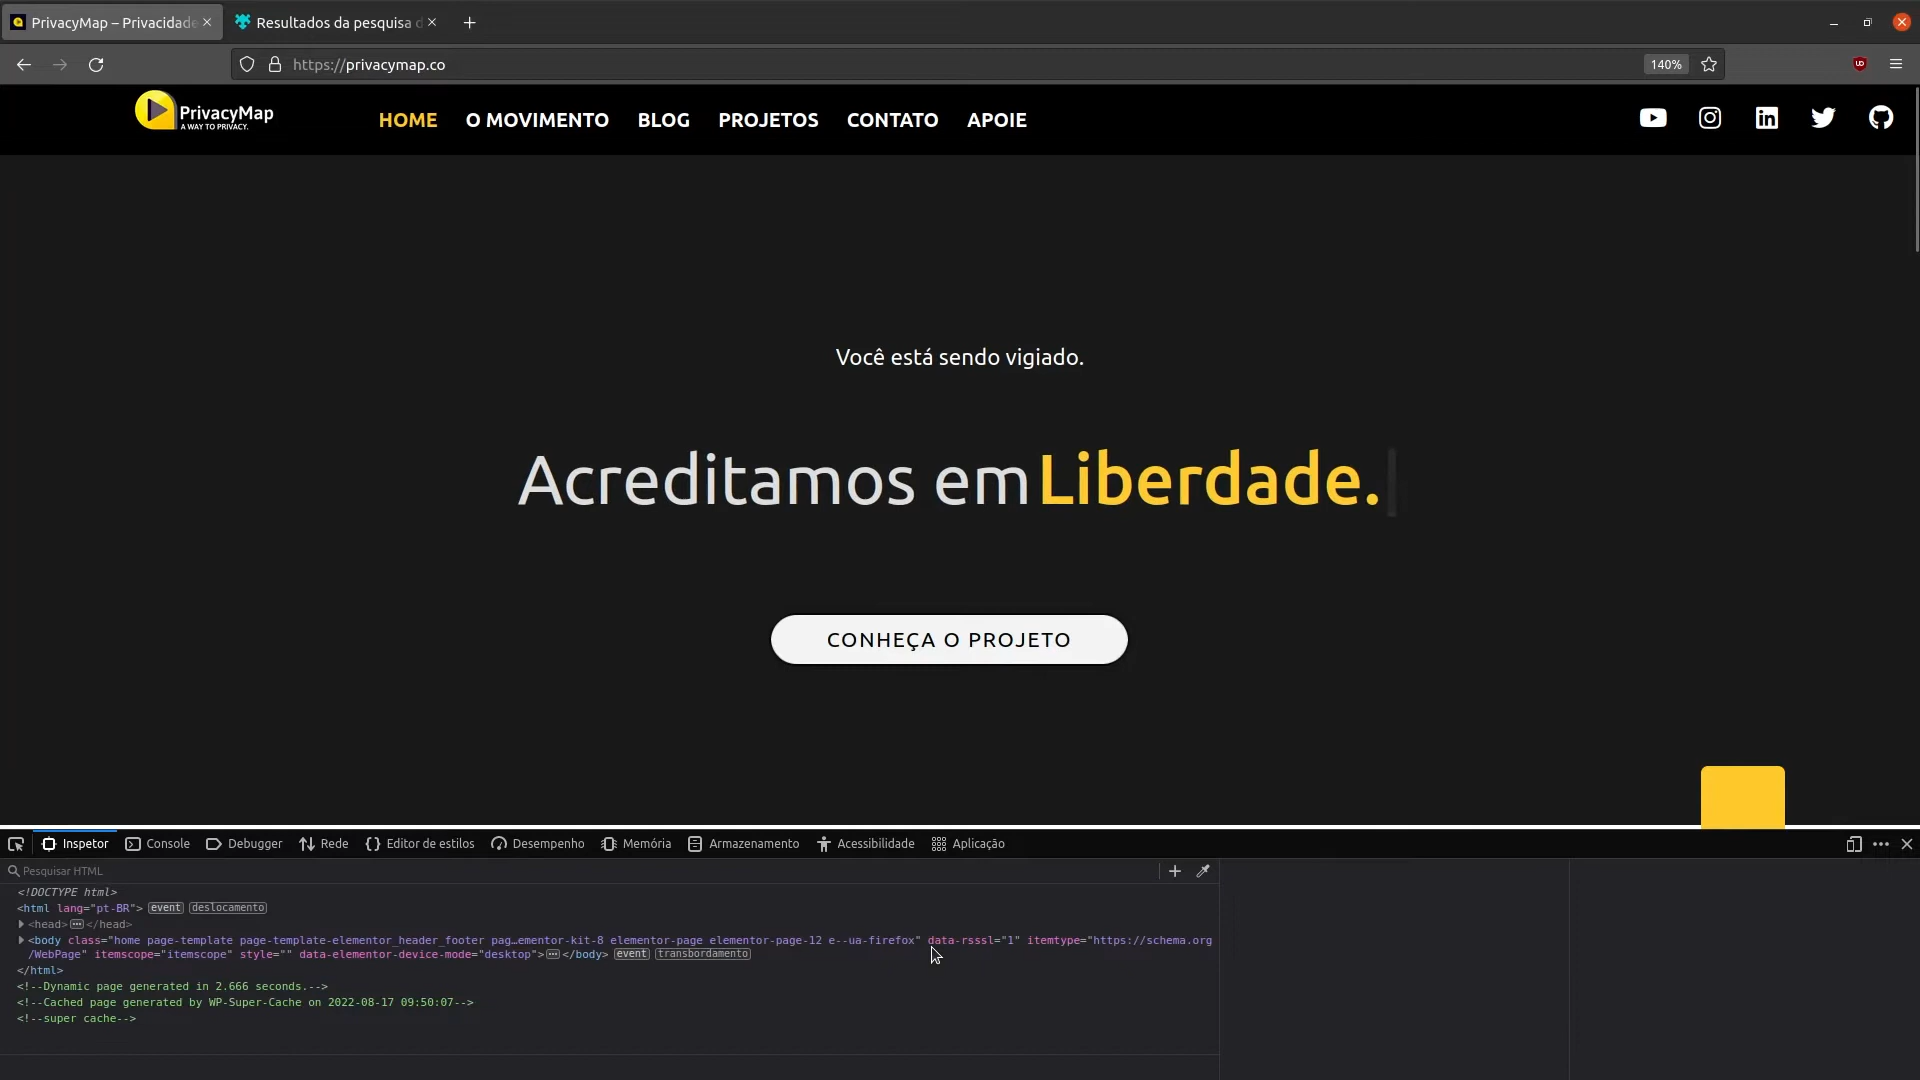 PrivacyMap – Privacidade
Resultados da pesquisa d
https://privacymap.co
140%
PrivacyMap
A WAY TO PRIVACY.
HOME
O MOVIMENTO
BLOG
PROJETOS
CONTATO
APOIE
Você está sendo vigiado.
Acreditamos em Liberdade.
CONHEÇA O PROJETO
Inspetor
Console
Debugger
Rede
Editor de estilos
Desempenho
Memória
Armazenamento
Acessibilidade
Aplicação
Pesquisar HTML
<!DOCTYPE html>
<html lang="pt-BR"> event deslocamento
<head></head>
<body class="home page-template page-template-elementor_header_footer pag…ementor-kit-8 elementor-page elementor-page-12 e--ua-firefox" data-rsssl="1" itemtype="https://schema.org
/WebPage" itemscope="itemscope" style="" data-elementor-device-mode="desktop"></body> event transbordamento
</html>
<!--Dynamic page generated in 2.666 seconds.-->
<!--Cached page generated by WP-Super-Cache on 2022-08-17 09:50:07-->
<!--super cache-->